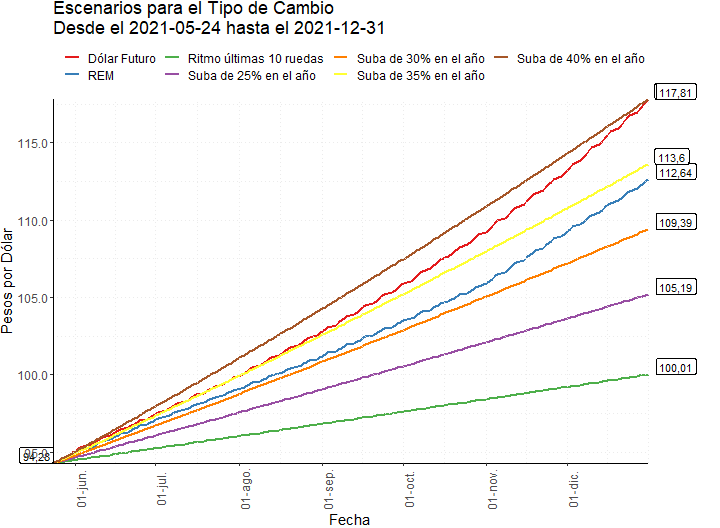 Escenarios para el Tipo de Cambio
Desde el 2021-05-24 hasta el 2021-12-31
Dólar Futuro
Ritmo últimas 10 ruedas
Suba de 30% en el año
Suba de 40% en el año
REM
Suba de 25% en el año
Suba de 35% en el año
117,81
115.0
113,6
112,64
110.0
109,39
105.0
105,19
100.0
100,01
95.0
94,28
Pesos por Dólar
01-jun.
01-jul.
01-ago.
01-sep.
01-oct.
01-nov.
01-dic.
Fecha